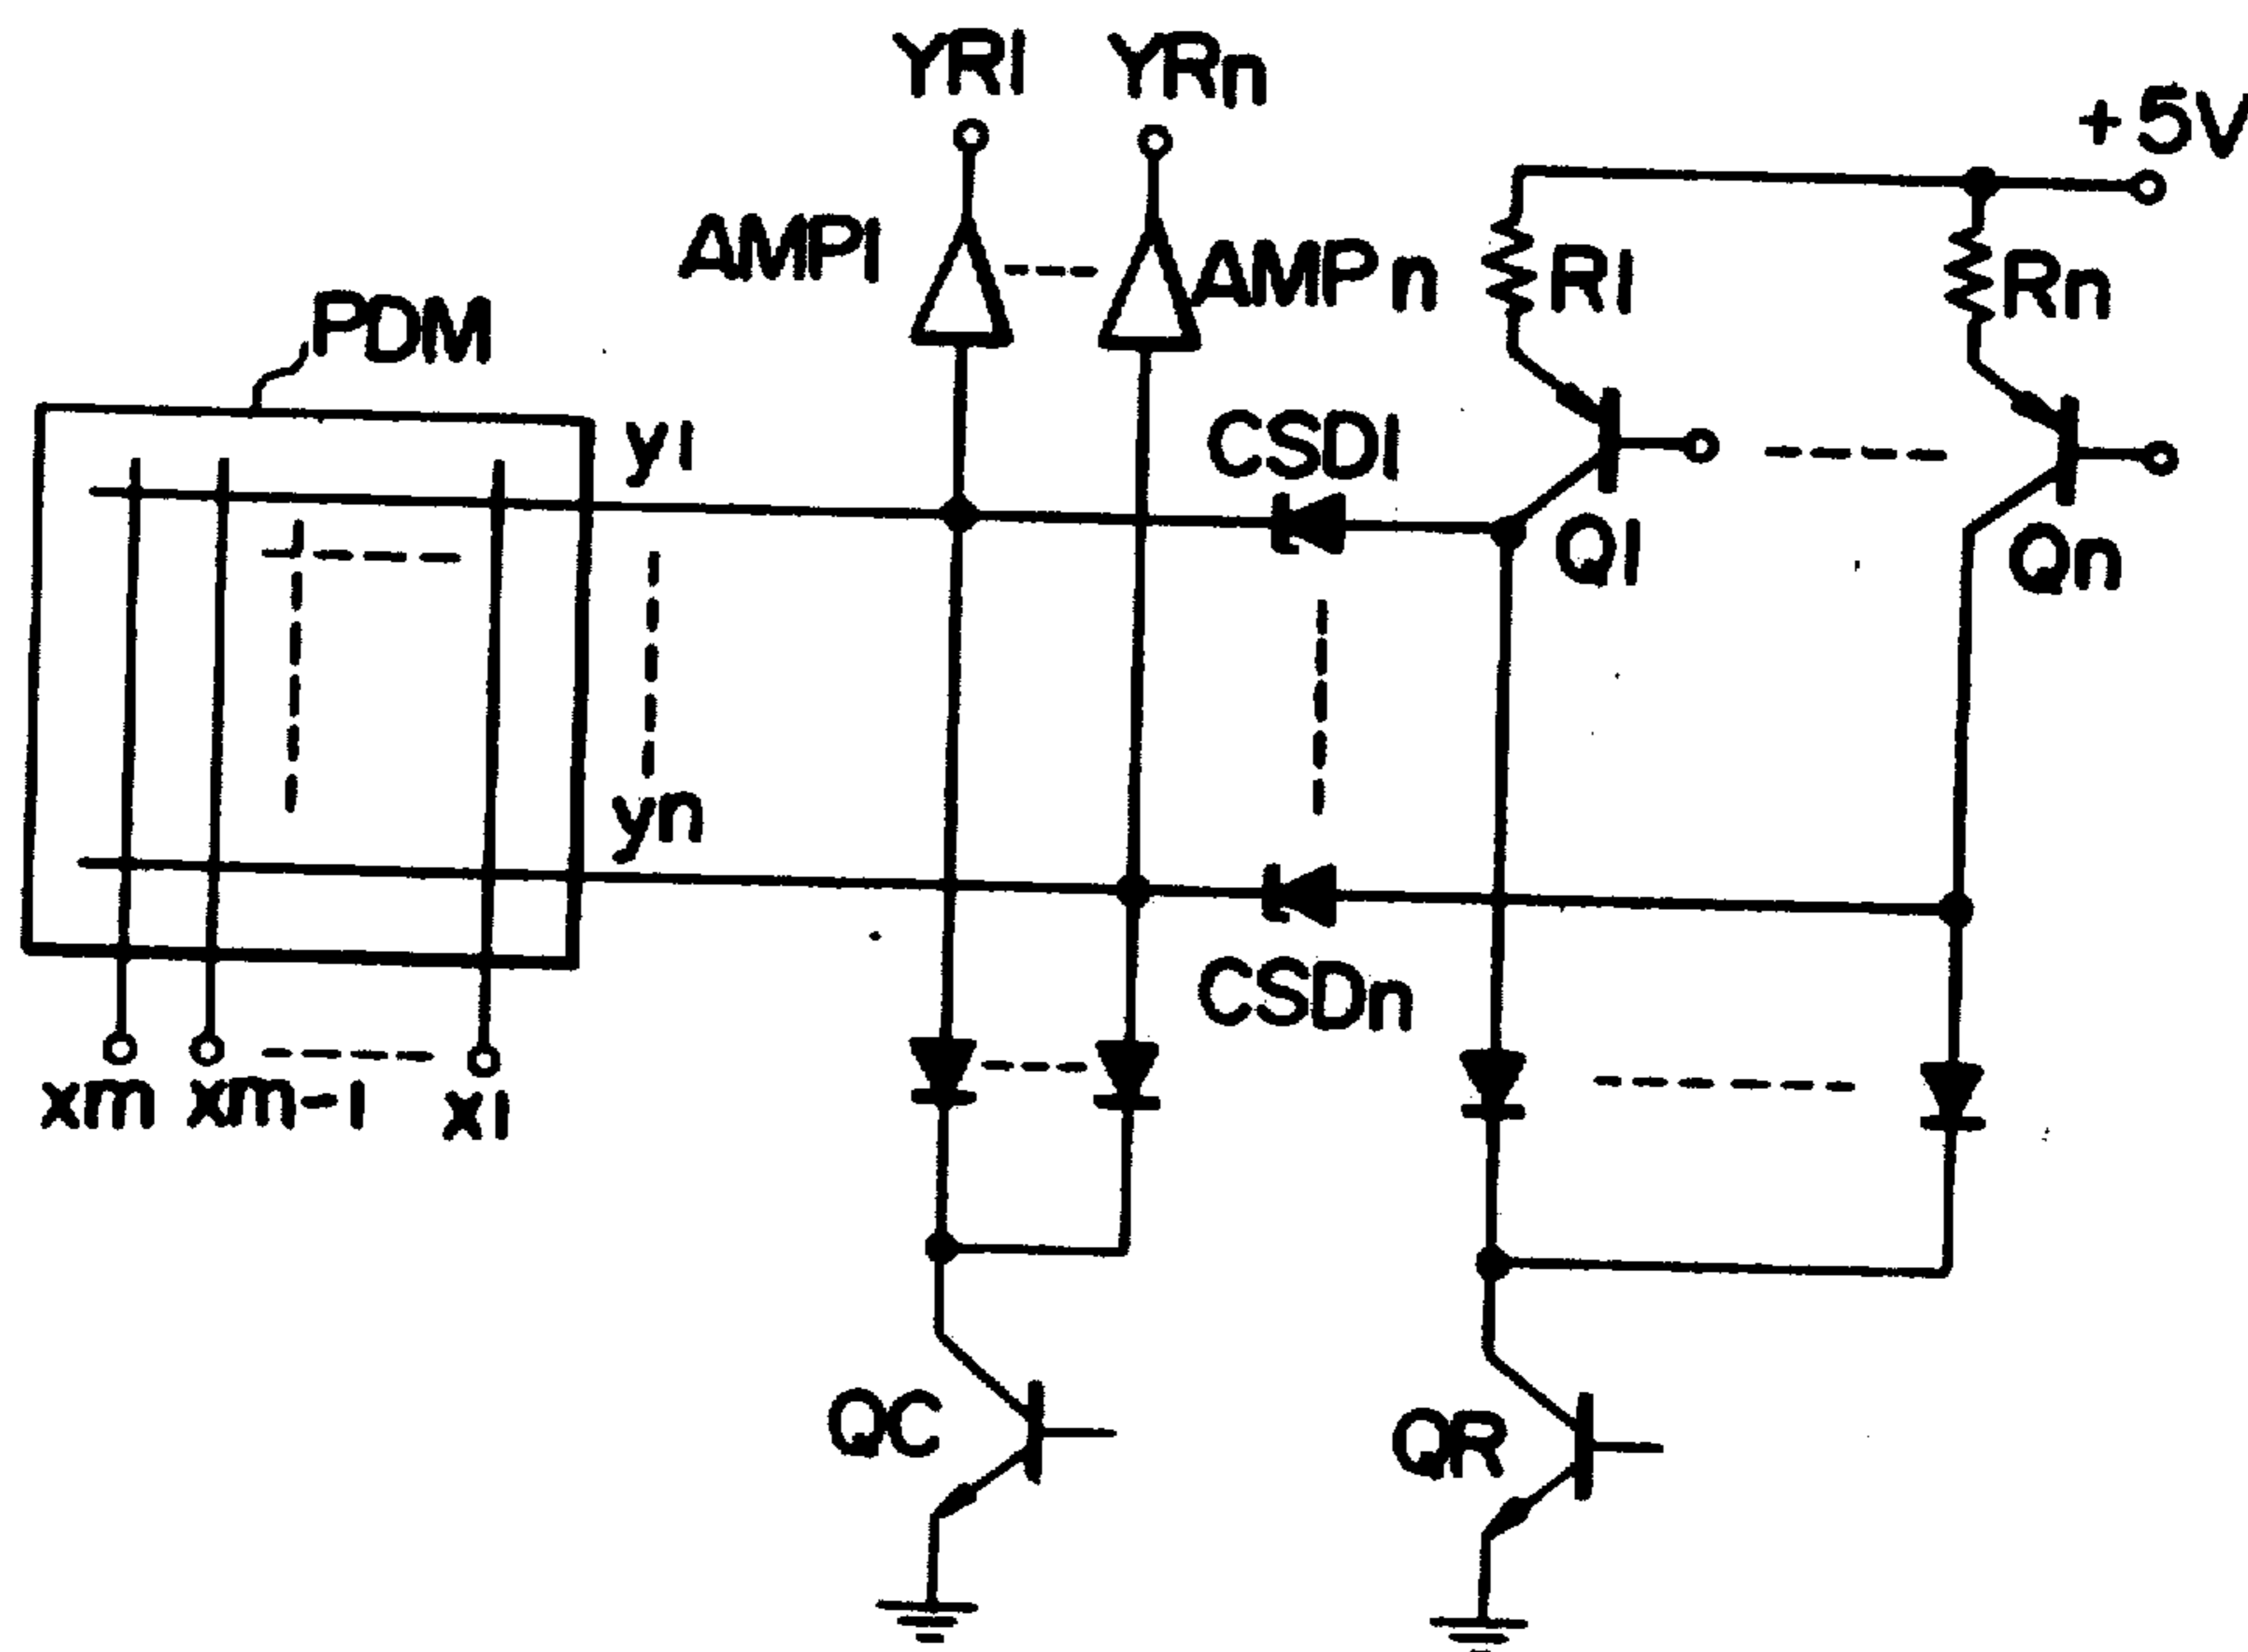 YR1 YRn
+5V
AMP1
AMPn
R1
Rn
PDM
y1
CSD1
Q1
Qn
yn
CSDn
xm xm-1 x1
QC
QR